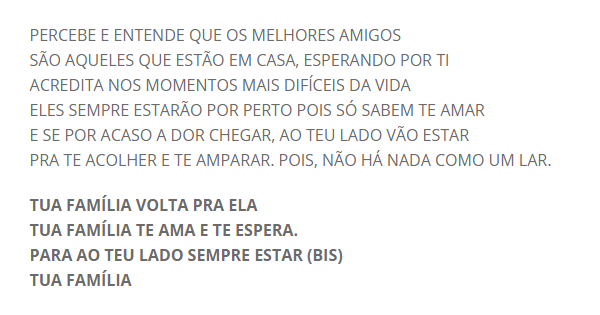 PERCEBE E ENTENDE QUE OS MELHORES AMIGOS
SÃO AQUELES QUE ESTÃO EM CASA, ESPERANDO POR TI
ACREDITA NOS MOMENTOS MAIS DIFÍCEIS DA VIDA
ELES SEMPRE ESTARÃO POR PERTO POIS SÓ SABEM TE AMAR
E SE POR ACASO A DOR CHEGAR, AO TEU LADO VÃO ESTAR
PRA TE ACOLHER E TE AMPARAR. POIS, NÃO HÁ NADA COMO UM LAR.
TUA FAMÍLIA VOLTA PRA ELA
TUA FAMÍLIA TE AMA E TE ESPERA.
PARA AO TEU LADO SEMPRE ESTAR (BIS)
TUA FAMÍLIA